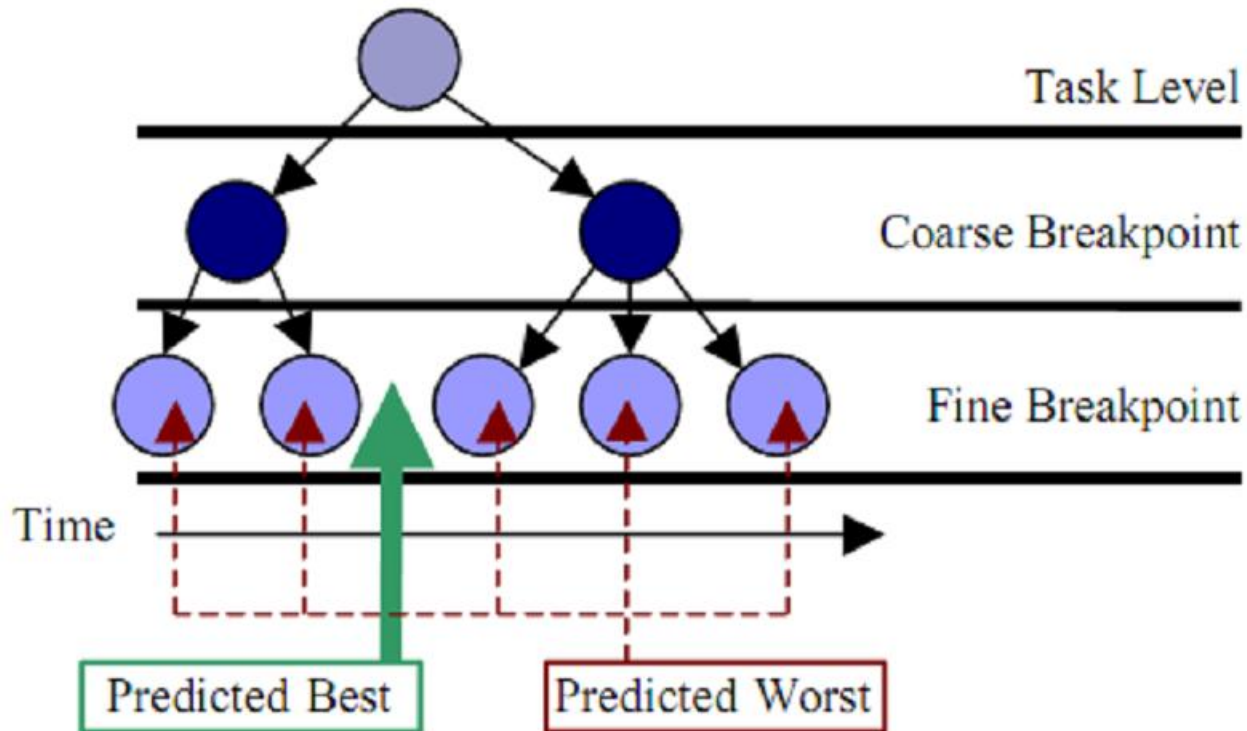 Task Level
Coarse Breakpoint
Fine Breakpoint
Time
Predicted Best
Predicted Worst